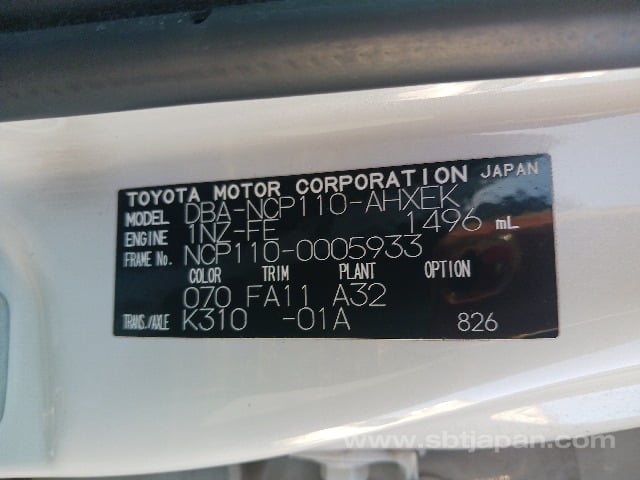 TOYOTA MOTOR CORPORATION JAPAN
MODEL DBA-NCP110-AHXEK
ENGINE 1NZ-FE 1496 mL
FRAME No. NCP110-0005933
COLOR TRIM PLANT OPTION
070 FA11 A32
TRANS./AXLE K310 -01A 826
www.sbtjapan.com